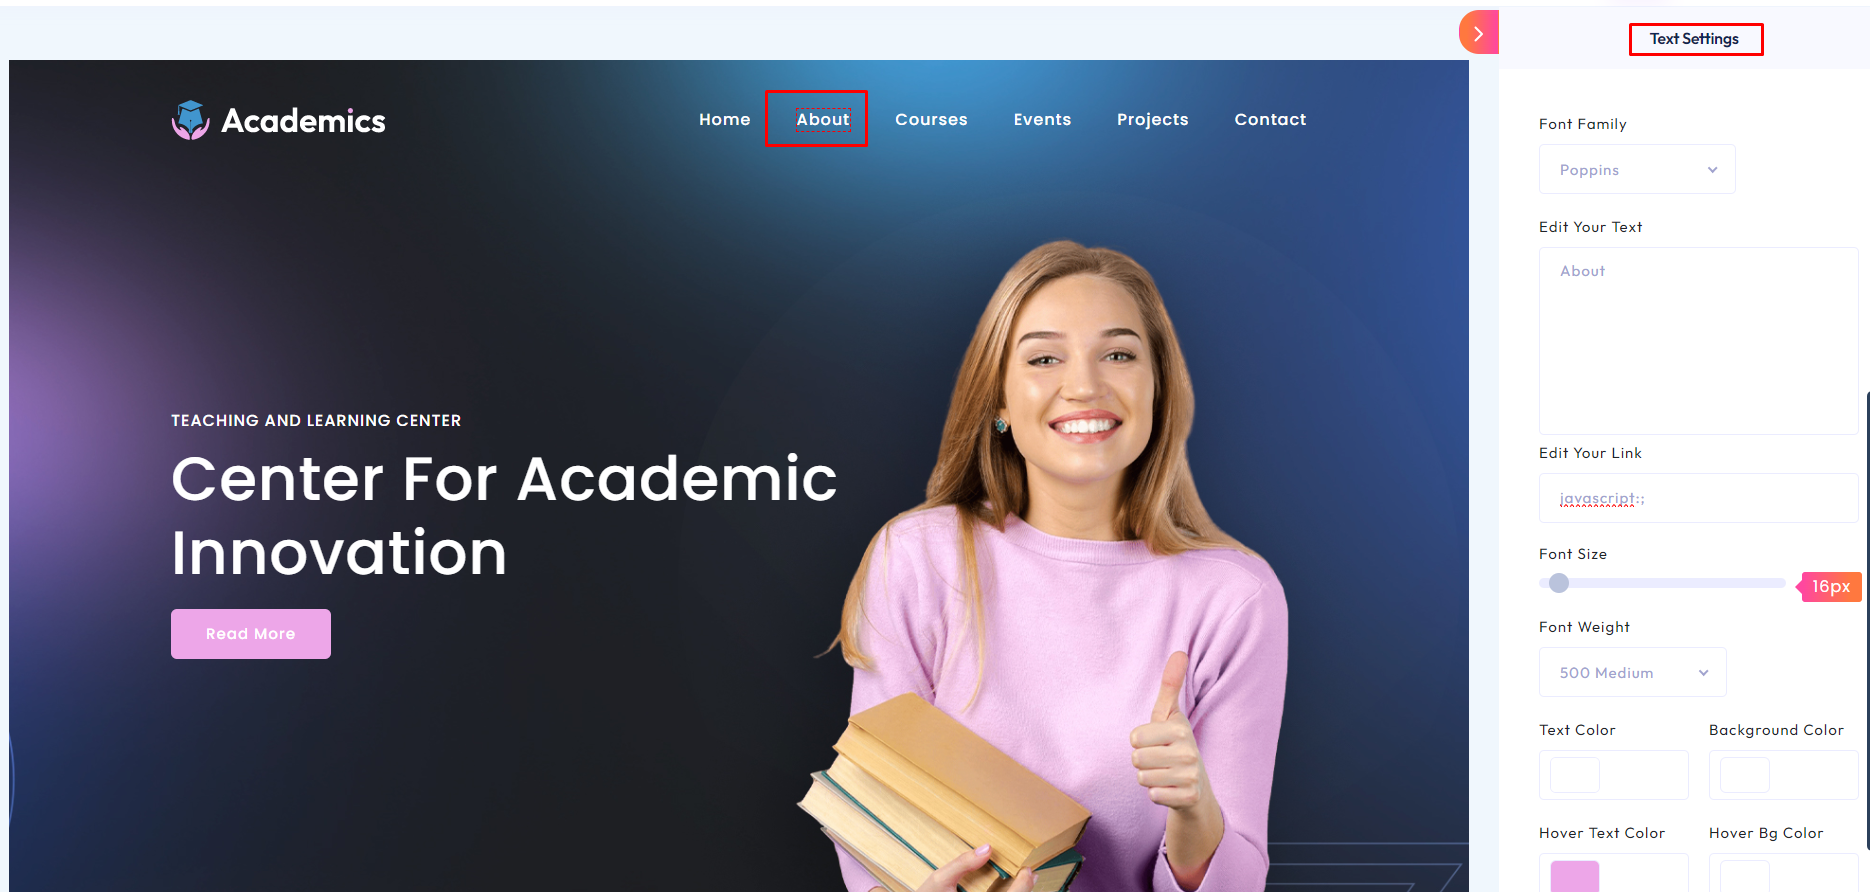 Text Settings
Academics
Home
About
Courses
Events
Projects
Contact
TEACHING AND LEARNING CENTER
Center For Academic
Innovation
Read More
Font Family
Poppins
Edit Your Text
About
Edit Your Link
javascript:;
Font Size
16px
Font Weight
500 Medium
Text Color
Background Color
Hover Text Color
Hover Bg Color